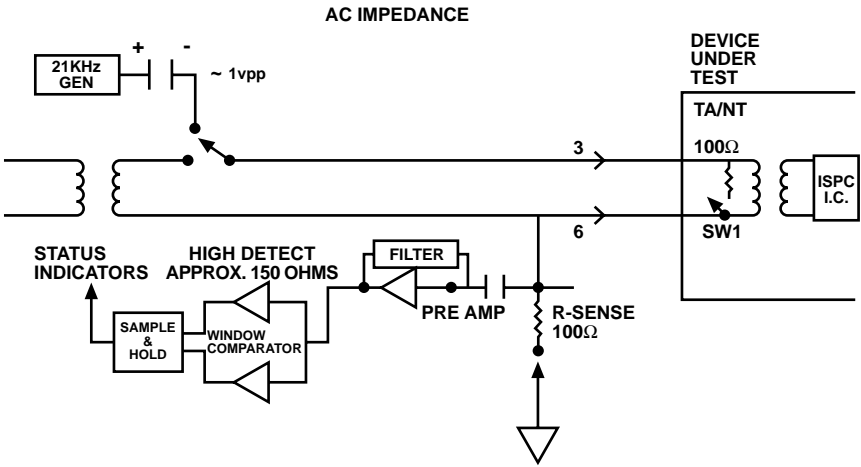 AC IMPEDANCE
21KHz
GEN
+ -
~ 1vpp
DEVICE
UNDER
TEST
TA/NT
3
100Ω
ISPC
I.C.
6
SW1
STATUS
INDICATORS
HIGH DETECT
APPROX. 150 OHMS
FILTER
PRE AMP
R-SENSE
100Ω
SAMPLE
&
HOLD
WINDOW
COMPARATOR